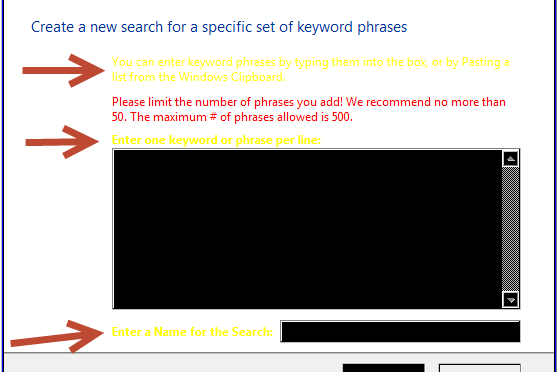 Create a new search for a specific set of keyword phrases
You can enter keyword phrases by typing them into the box, or by Pasting a
list from the Windows Clipboard.
Please limit the number of phrases you add! We recommend no more than
50. The maximum # of phrases allowed is 500.
Enter one keyword or phrase per line:
Enter a Name for the Search: